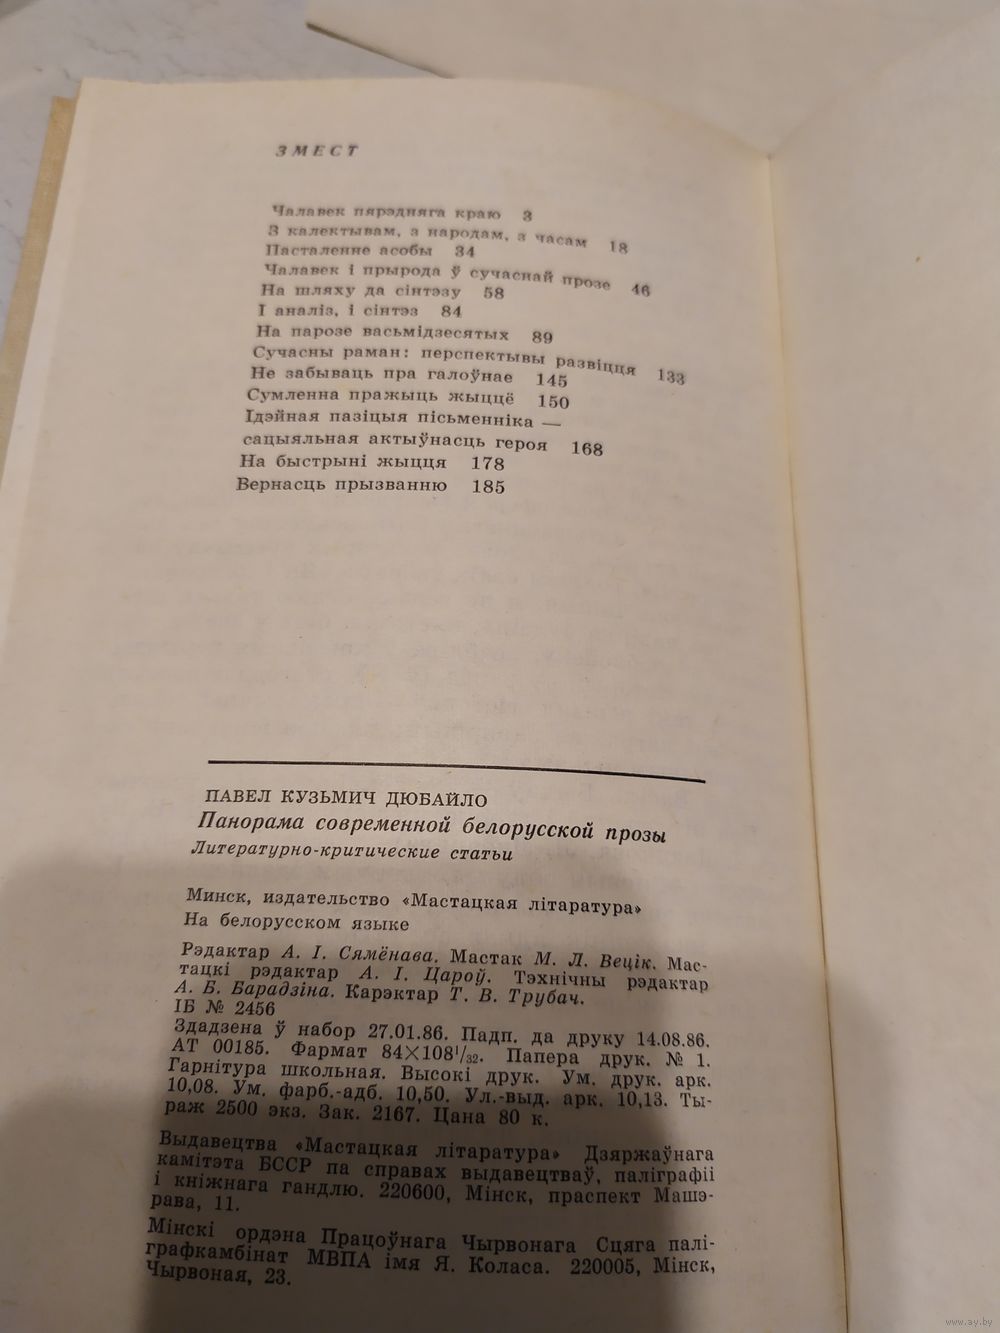 ЗМЕСТ
Чалавек пярэдняга краю 3
З калектывам, з народам, з часам 18
Пасталенне асобы 34
Чалавек і прырода ў сучаснай прозе 46
На шляху да сінтэзу 58
І аналіз, і сінтэз 84
На парозе васьмідзесятых 89
Сучасны раман: перспектывы развіцця 133
Не забываць пра галоўнае 145
Сумленна пражыць жыццё 150
Ідэйная пазіцыя пісьменніка —
сацыяльная актыўнасць героя 168
На быстрыні жыцця 178
Вернасць прызванню 185
ПАВЕЛ КУЗЬМИЧ ДЮБАЙЛО
Панорама современной белорусской прозы
Литературно-критические статьи
Минск, издательство «Мастацкая літаратура»
На белорусском языке
Рэдактар А. І. Сямёнава. Мастак М. Л. Вецік. Мас-
тацкі рэдактар А. І. Цароў. Тэхнічны рэдактар
А. Б. Барадзіна. Карэктар Т. В. Трубач.
ІБ № 2456
Здадзена ў набор 27.01.86. Падп. да друку 14.08.86.
АТ 00185. Фармат 84×108¹/₃₂. Папера друк. № 1.
Гарнітура школьная. Высокі друк. Ум. друк. арк.
10,08. Ум. фарб.-адб. 10,50. Ул.-выд. арк. 10,13. Ты-
раж 2500 экз. Зак. 2167. Цана 80 к.
Выдавецтва «Мастацкая літаратура» Дзяржаўнага
камітэта БССР па справах выдавецтваў, паліграфіі
і кніжнага гандлю. 220600, Мінск, праспект Машэ-
рава, 11.
Мінскі ордэна Працоўнага Чырвонага Сцяга палі-
графкамбінат МВПА імя Я. Коласа. 220005, Мінск,
Чырвоная, 23.
www.ay.by